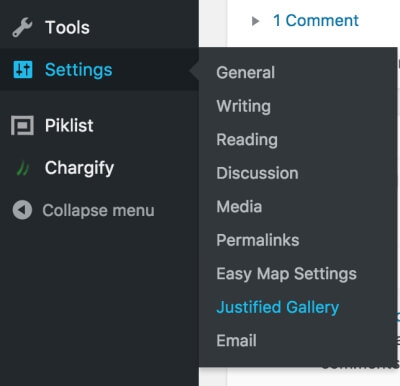 Tools
1 Comment
Settings
General
Writing
Reading
Piklist
Discussion
Chargify
Media
Collapse menu
Permalinks
Easy Map Settings
Justified Gallery
Email